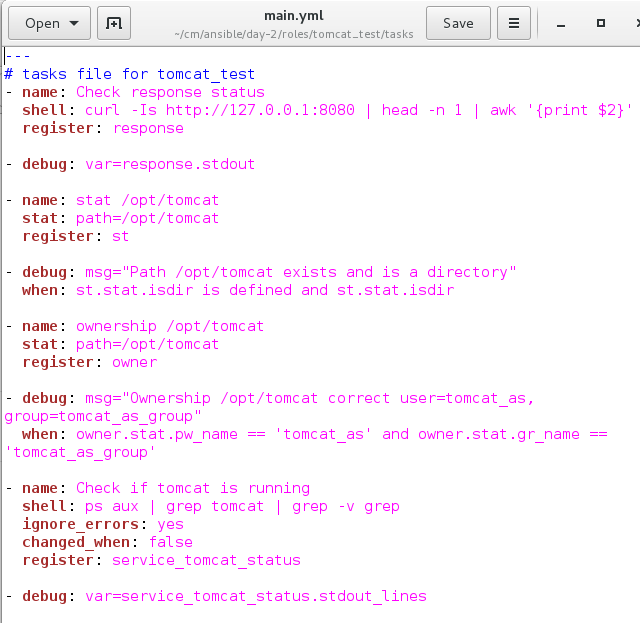 Open
main.yml
~/cm/ansible/day-2/roles/tomcat_test/tasks
Save
---
# tasks file for tomcat_test
- name: Check response status
  shell: curl -Is http://127.0.0.1:8080 | head -n 1 | awk '{print $2}'
  register: response

- debug: var=response.stdout

- name: stat /opt/tomcat
  stat: path=/opt/tomcat
  register: st

- debug: msg="Path /opt/tomcat exists and is a directory"
  when: st.stat.isdir is defined and st.stat.isdir

- name: ownership /opt/tomcat
  stat: path=/opt/tomcat
  register: owner

- debug: msg="Ownership /opt/tomcat correct user=tomcat_as,
group=tomcat_as_group"
  when: owner.stat.pw_name == 'tomcat_as' and owner.stat.gr_name ==
'tomcat_as_group'

- name: Check if tomcat is running
  shell: ps aux | grep tomcat | grep -v grep
  ignore_errors: yes
  changed_when: false
  register: service_tomcat_status

- debug: var=service_tomcat_status.stdout_lines